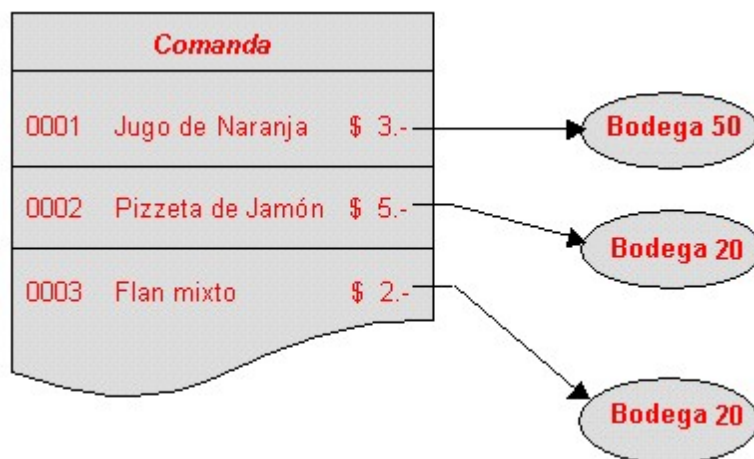 Comanda
0001 Jugo de Naranja $ 3.-
Bodega 50
0002 Pizzeta de Jamón $ 5.-
Bodega 20
0003 Flan mixto $ 2.-
Bodega 20